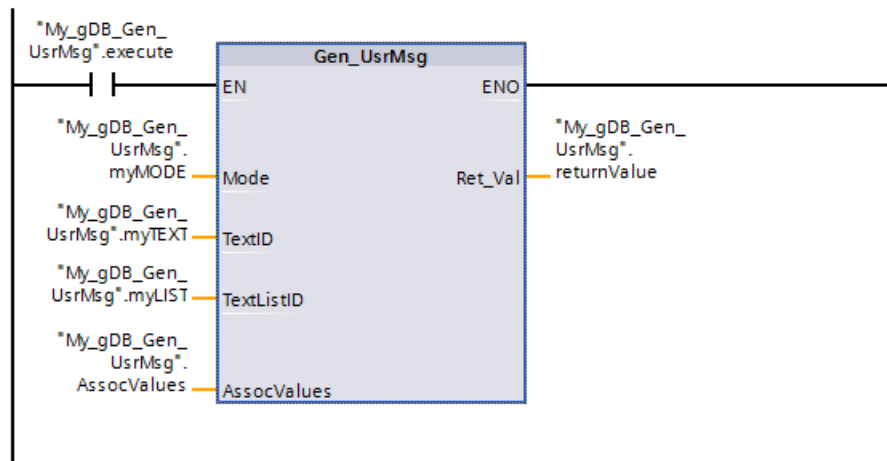 "My_gDB_Gen_
UsrMsg".execute
Gen_UsrMsg
EN
ENO
"My_gDB_Gen_
UsrMsg".
myMODE
Mode
Ret_Val
"My_gDB_Gen_
UsrMsg".
returnValue
"My_gDB_Gen_
UsrMsg".myTEXT
TextID
"My_gDB_Gen_
UsrMsg".myLIST
TextListID
"My_gDB_Gen_
UsrMsg".
AssocValues
AssocValues